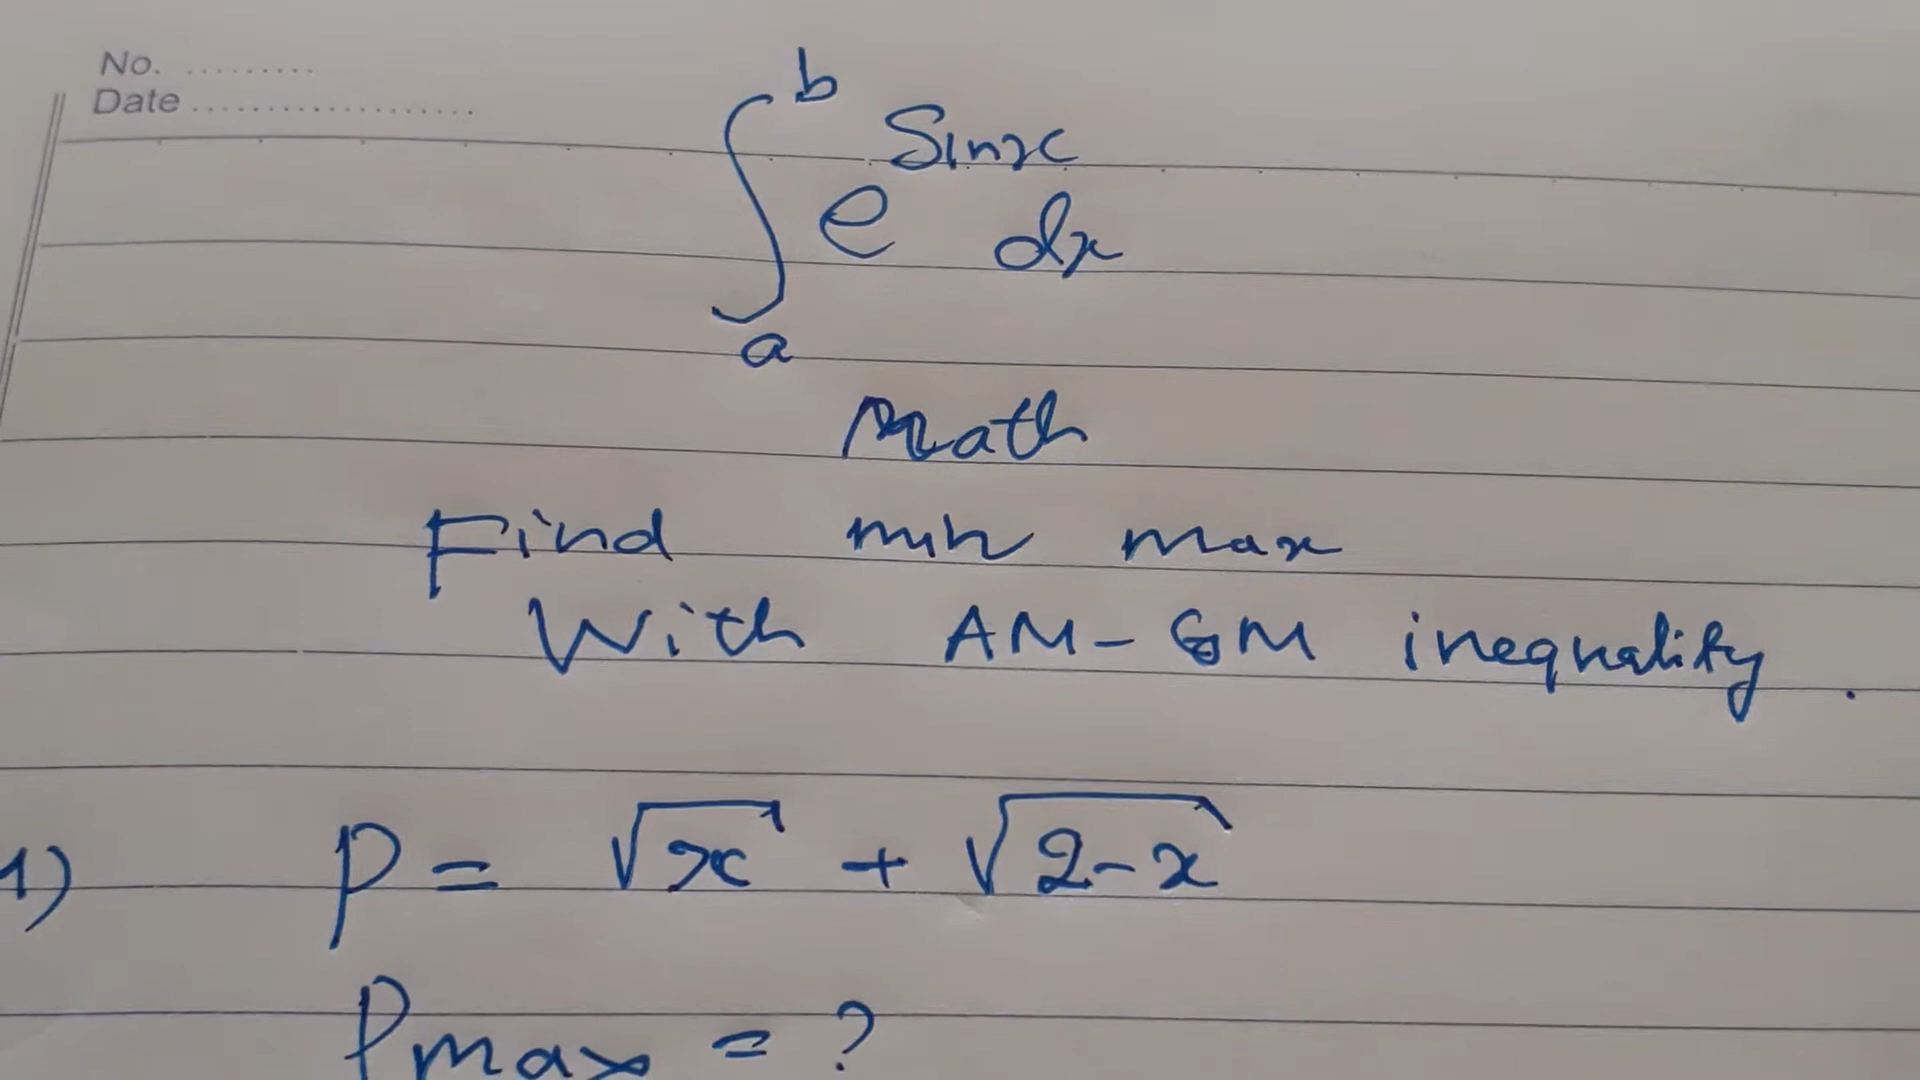 No. .........
Date ...................
∫ₐᵇ e^Sinx dx
Math
Find min max
With AM-GM inequality.
1) P = √x + √2-x
Pmax = ?